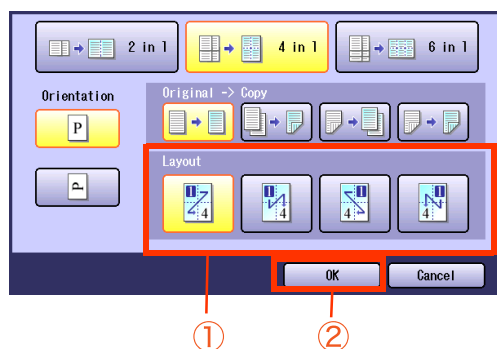 2 in 1 4 in 1 6 in 1
Orientation
Original -> Copy
P
P
Layout
1 4 1 4 1 4 1 4
OK Cancel
① ②